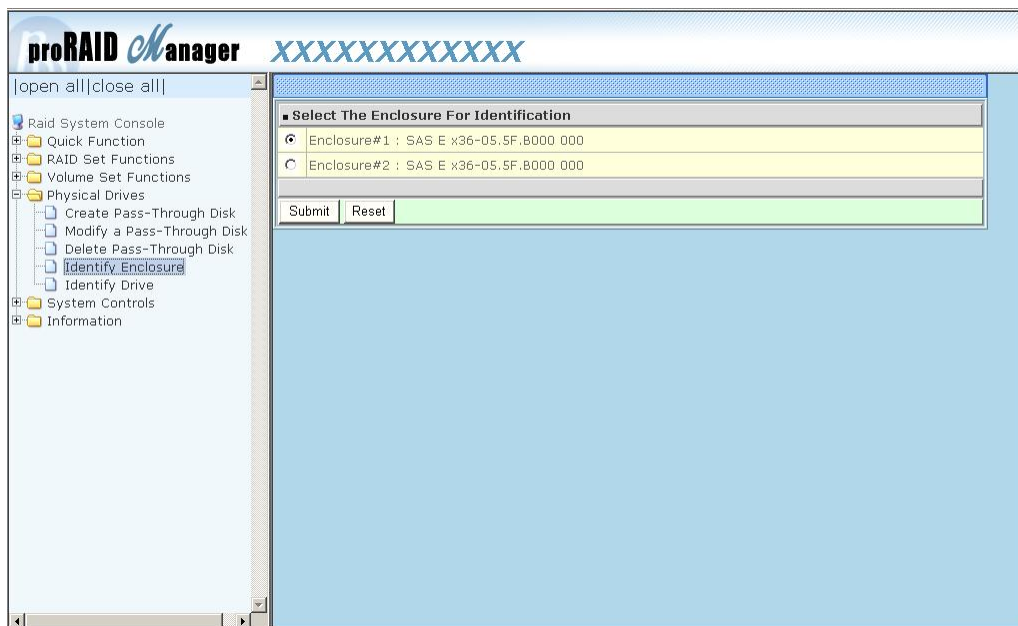 proRAID Manager XXXXXXXXXXXX
|open all|close all|
Raid System Console
Quick Function
RAID Set Functions
Volume Set Functions
Physical Drives
Create Pass-Through Disk
Modify a Pass-Through Disk
Delete Pass-Through Disk
Identify Enclosure
Identify Drive
System Controls
Information
Select The Enclosure For Identification
Enclosure#1 : SAS E x36-05.5F.B000 000
Enclosure#2 : SAS E x36-05.5F.B000 000
Submit Reset